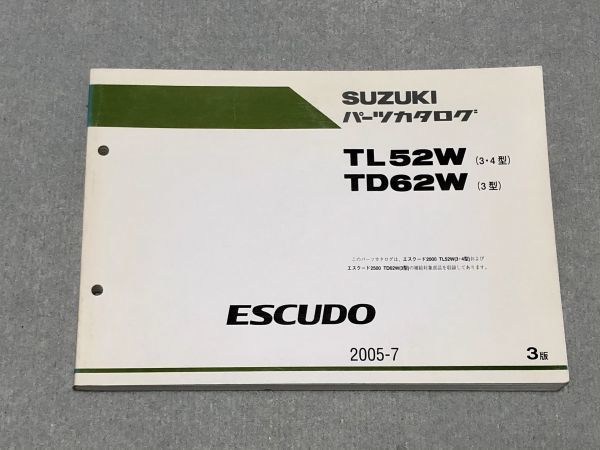 SUZUKI
パーツカタログ
TL52W (3・4型)
TD62W (3型)
このパーツカタログは、エスクード2000 TL52W(3・4型)および
エスクード2500 TD62W(3型)の補給対象部品を収録してあります。
ESCUDO
2005-7
3版